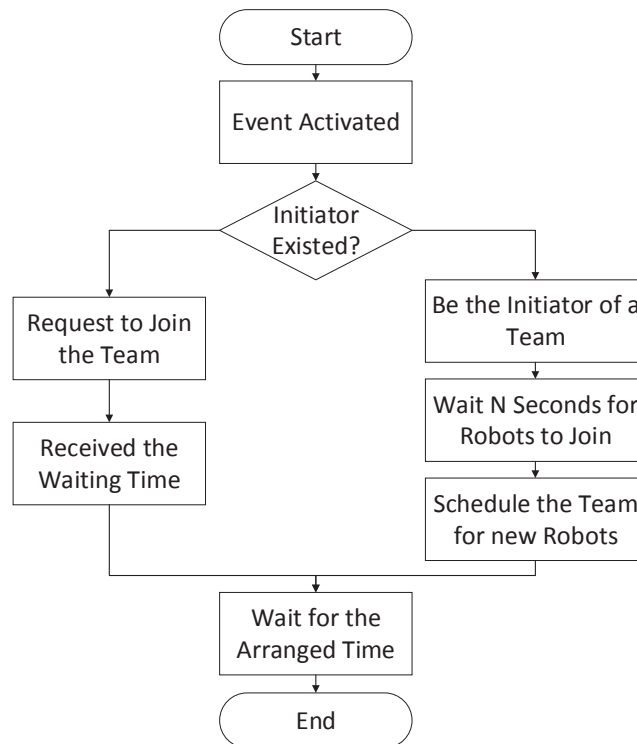 Start
Event Activated
Initiator
Existed?
Request to Join
the Team
Received the
Waiting Time
Be the Initiator of a
Team
Wait N Seconds for
Robots to Join
Schedule the Team
for new Robots
Wait for the
Arranged Time
End